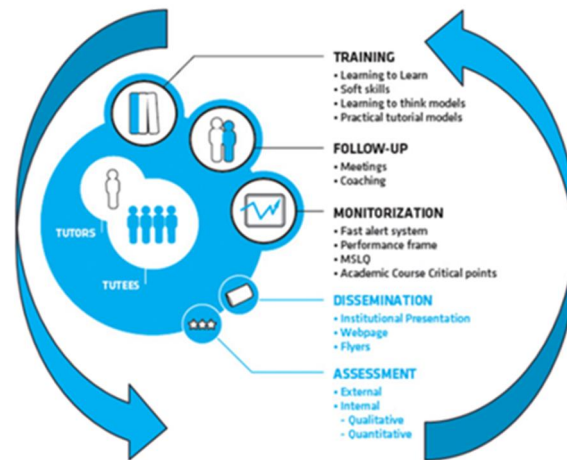 TRAINING
• Learning to Learn
• Soft skills
• Learning to think models
• Practical tutorial models
FOLLOW-UP
• Meetings
• Coaching
MONITORIZATION
• Fast alert system
• Performance frame
• MSLQ
• Academic Course Critical points
TUTORS
TUTEES
DISSEMINATION
• Institutional Presentation
• Webpage
• Flyers
ASSESSMENT
• External
• Internal
- Qualitative
- Quantitative